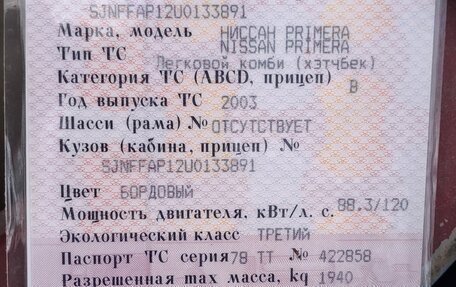 SJNFFAP12U0133891
Марка, модель НИССАН PRIMERA
NISSAN PRIMERA
Тип ТС Легковой комби (хэтчбек)
Категория ТС (ABCD, прицеп) B
Год выпуска ТС 2003
Шасси (рама) № ОТСУТСТВУЕТ
Кузов (кабина, прицеп) №
SJNFFAP12U0133891
Цвет БОРДОВЫЙ
Мощность двигателя, кВт/л. с. 88.3/120
Экологический класс ТРЕТИЙ
Паспорт ТС серия 78 ТТ № 422858
Разрешенная max масса, kg 1940